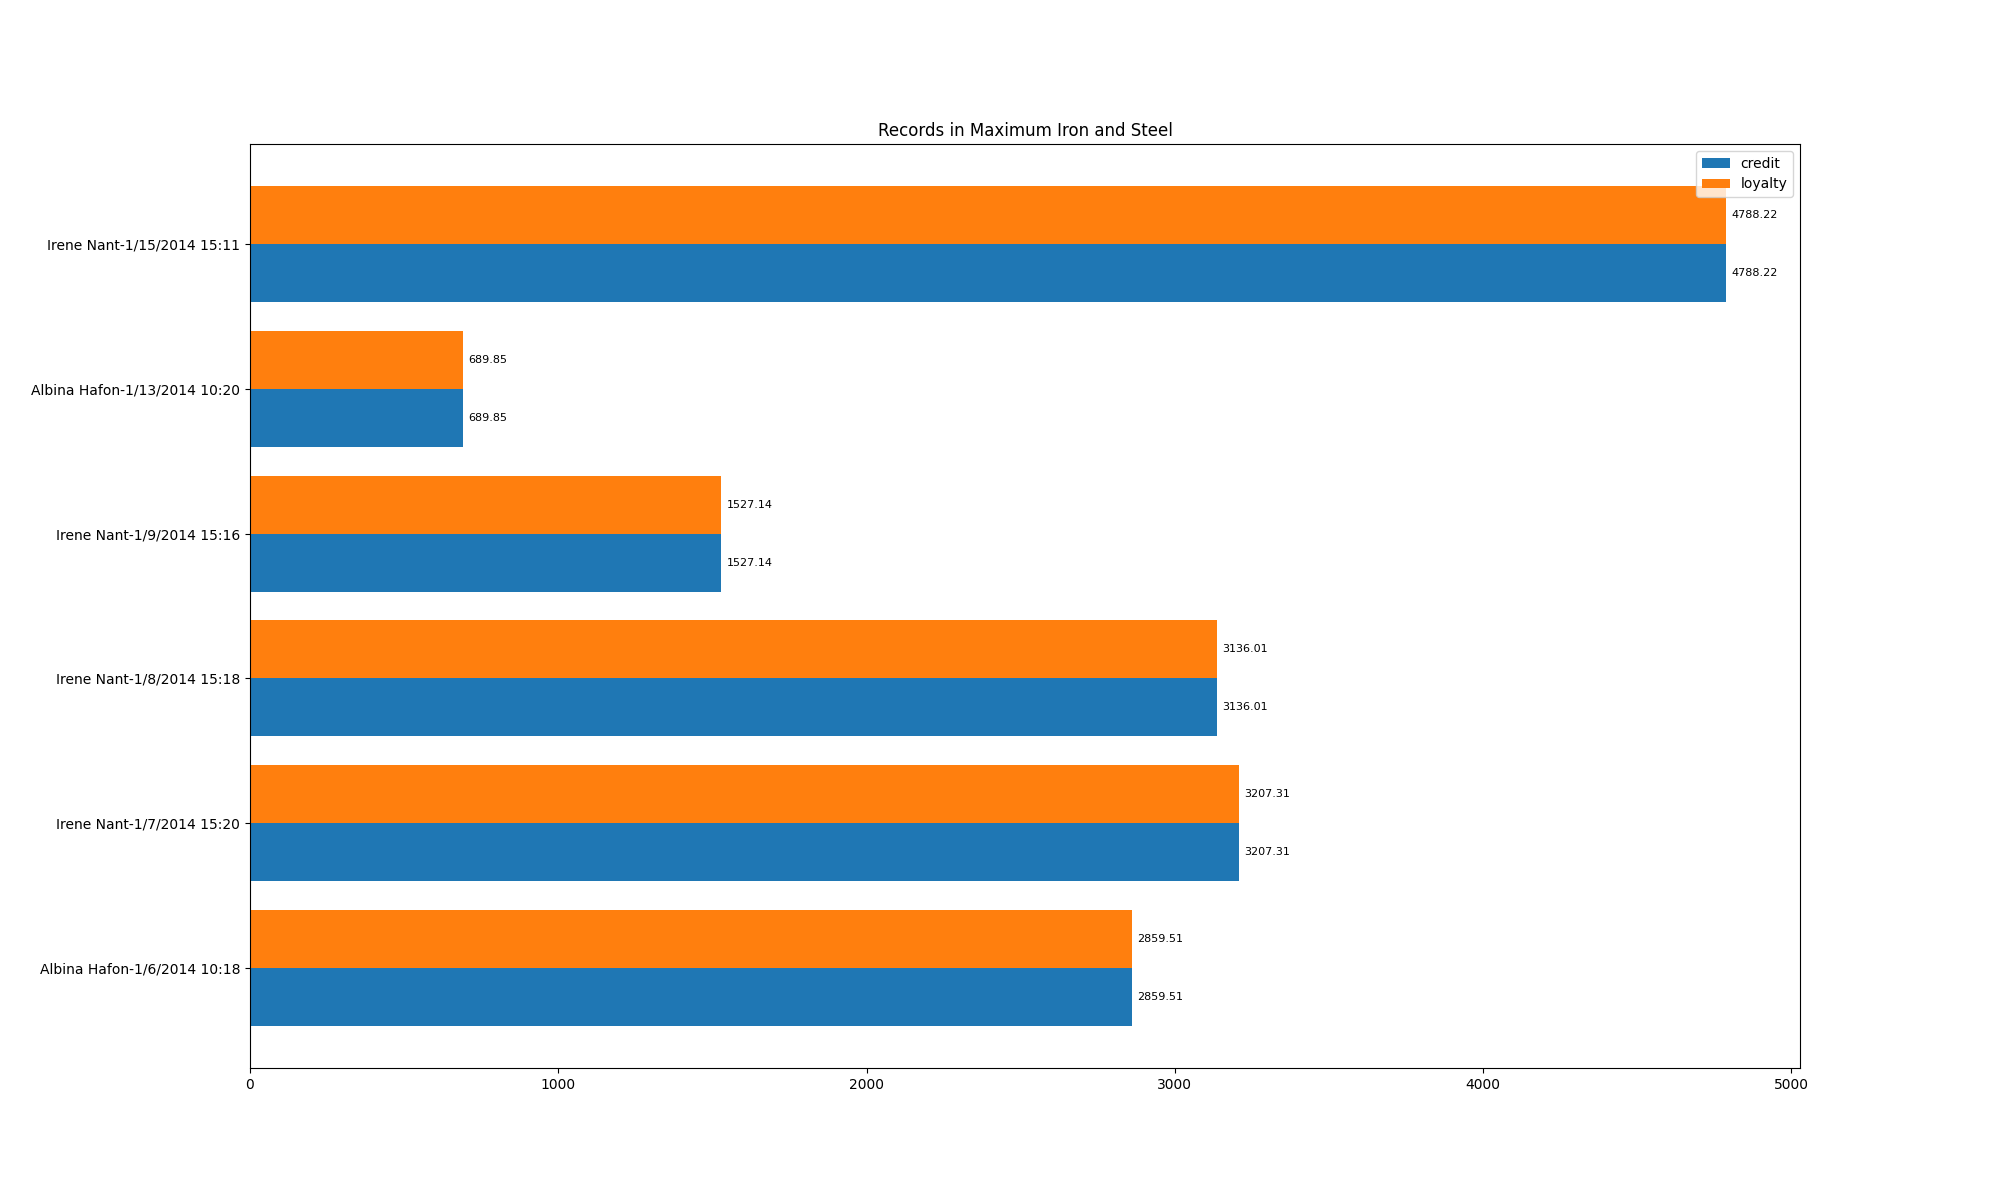 Records in Maximum Iron and Steel
credit
loyalty
Irene Nant-1/15/2014 15:11
4788.22
4788.22
Albina Hafon-1/13/2014 10:20
689.85
689.85
Irene Nant-1/9/2014 15:16
1527.14
1527.14
Irene Nant-1/8/2014 15:18
3136.01
3136.01
Irene Nant-1/7/2014 15:20
3207.31
3207.31
Albina Hafon-1/6/2014 10:18
2859.51
2859.51
0 1000 2000 3000 4000 5000